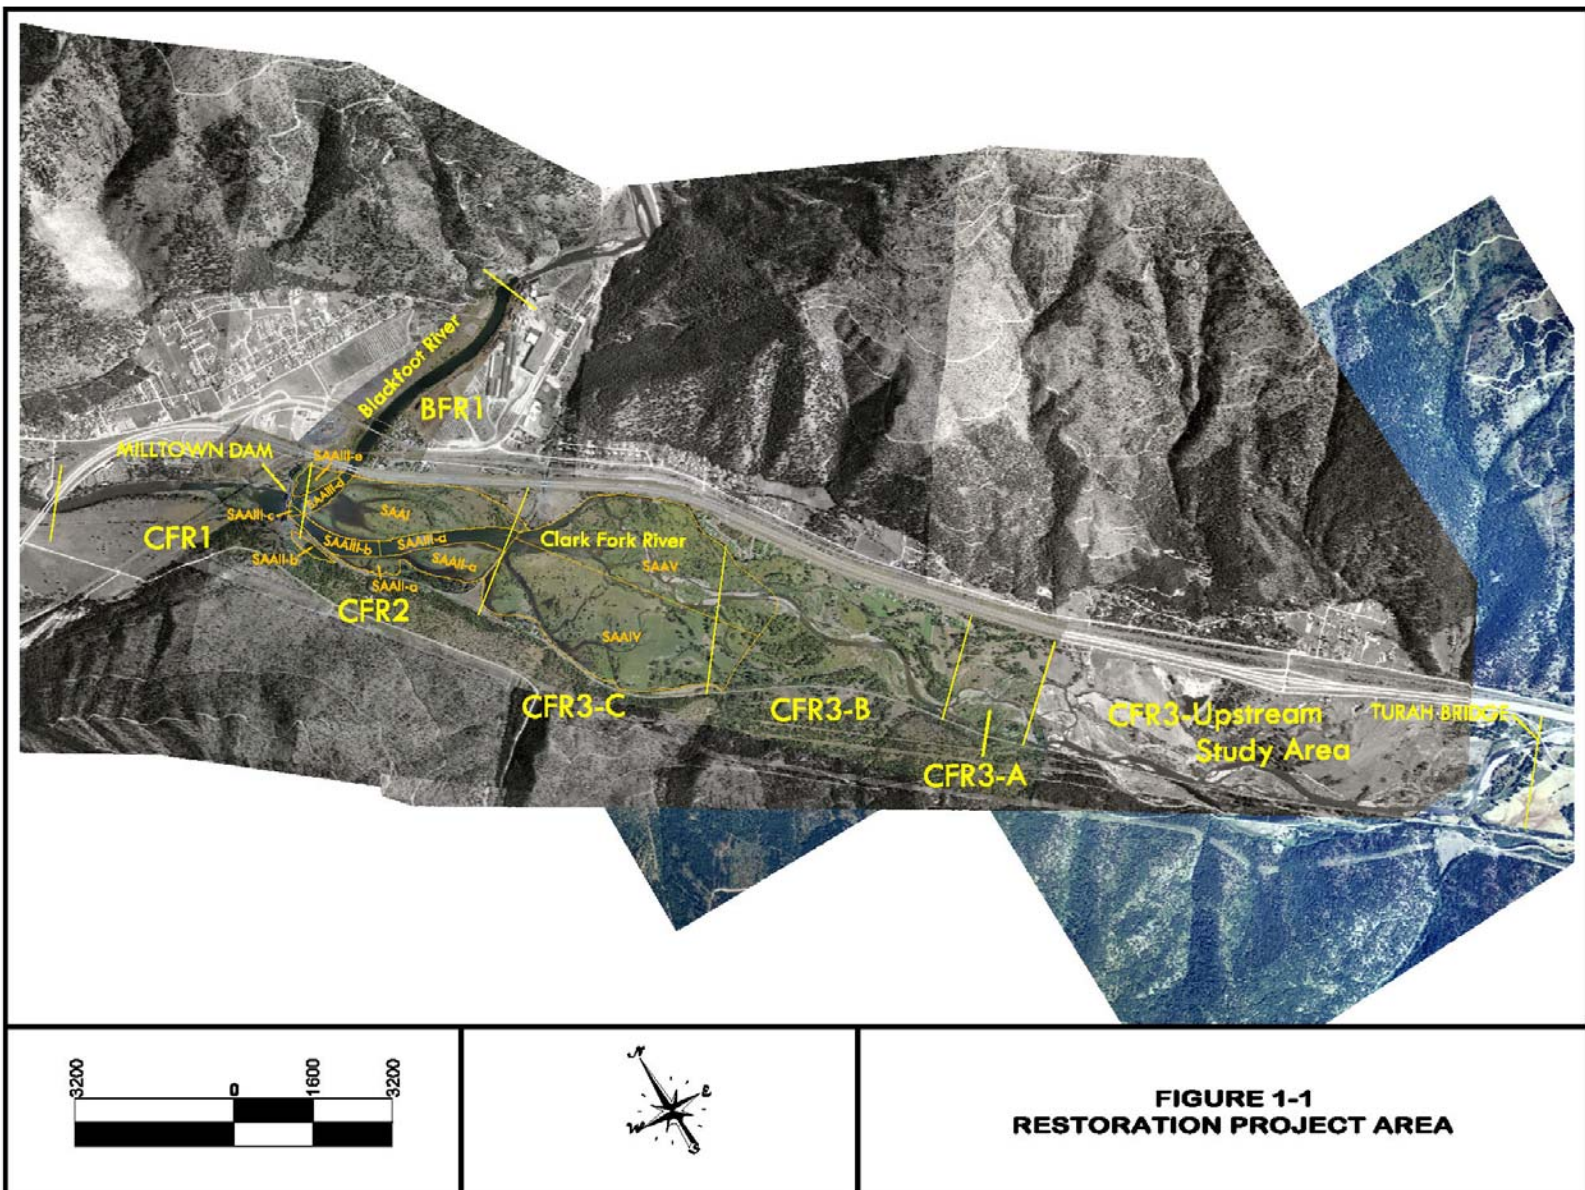 Blackfoot River
BFR1
MILLTOWN DAM
SAAIII-e
SAAIII-d
SAAIII-c
SAAI
CFR1
SAAIII-b
SAAIII-a
Clark Fork River
SAAII-b
SAAII-a
SAAII-a
SAAV
CFR2
SAAIV
CFR3-C
CFR3-B
CFR3-A
CFR3-Upstream
Study Area
TURAH BRIDGE
3200
0
1600
3200
N
E
W
S
FIGURE 1-1
RESTORATION PROJECT AREA